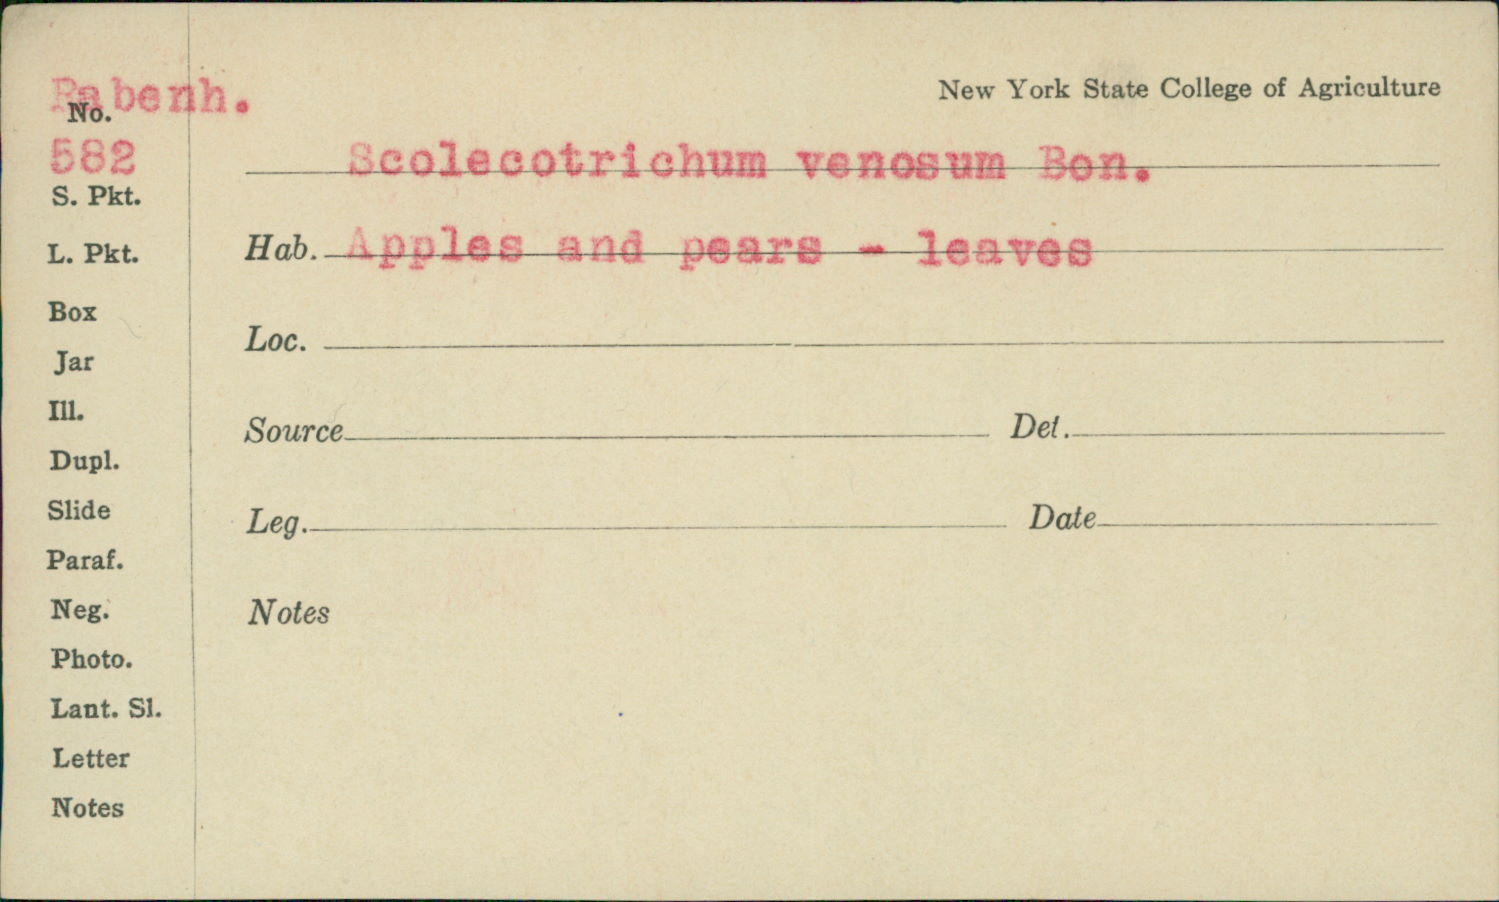 Rabenh.
New York State College of Agriculture
No.
582
Scolecotrichum venosum Bon.
S. Pkt.
Hab. Apples and pears - leaves
L. Pkt.
Box
Loc.
Jar
Ill.
Source Det.
Dupl.
Slide
Leg. Date
Paraf.
Neg.
Notes
Photo.
Lant. Sl.
Letter
Notes